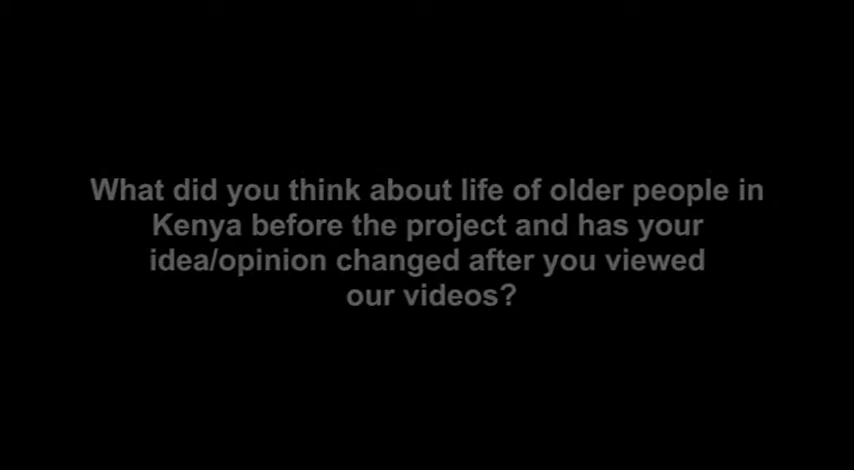 What did you think about life of older people in
Kenya before the project and has your
idea/opinion changed after you viewed
our videos?